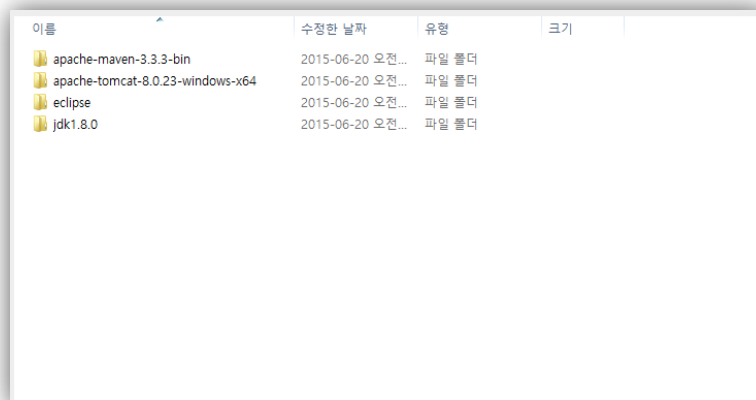 이름 수정한 날짜 유형 크기
apache-maven-3.3.3-bin 2015-06-20 오전... 파일 폴더
apache-tomcat-8.0.23-windows-x64 2015-06-20 오전... 파일 폴더
eclipse 2015-06-20 오전... 파일 폴더
jdk1.8.0 2015-06-20 오전... 파일 폴더